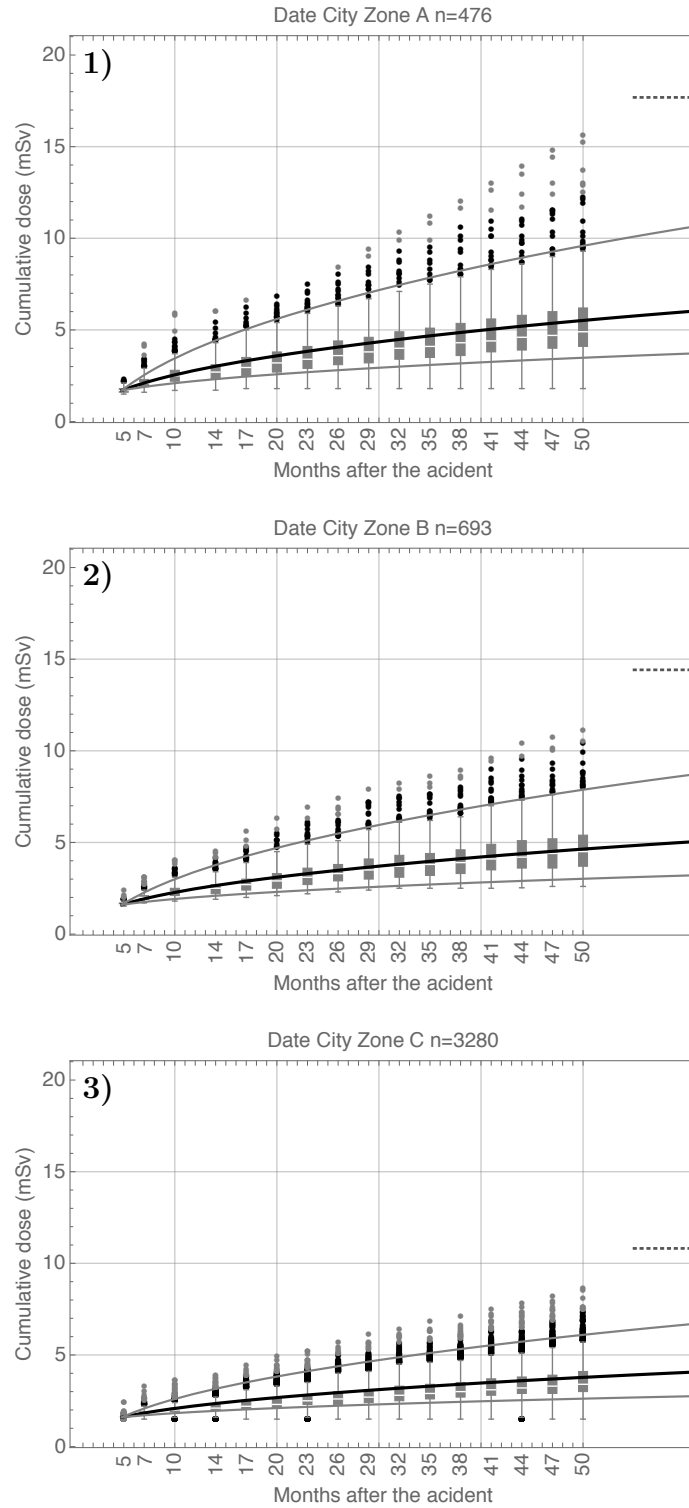 Date City Zone A n=476
1)
Cumulative dose (mSv)
20
15
10
5
0
5 7 10 14 17 20 23 26 29 32 35 38 41 44 47 50
Months after the acident
Date City Zone B n=693
2)
Cumulative dose (mSv)
20
15
10
5
0
5 7 10 14 17 20 23 26 29 32 35 38 41 44 47 50
Months after the acident
Date City Zone C n=3280
3)
Cumulative dose (mSv)
20
15
10
5
0
5 7 10 14 17 20 23 26 29 32 35 38 41 44 47 50
Months after the acident